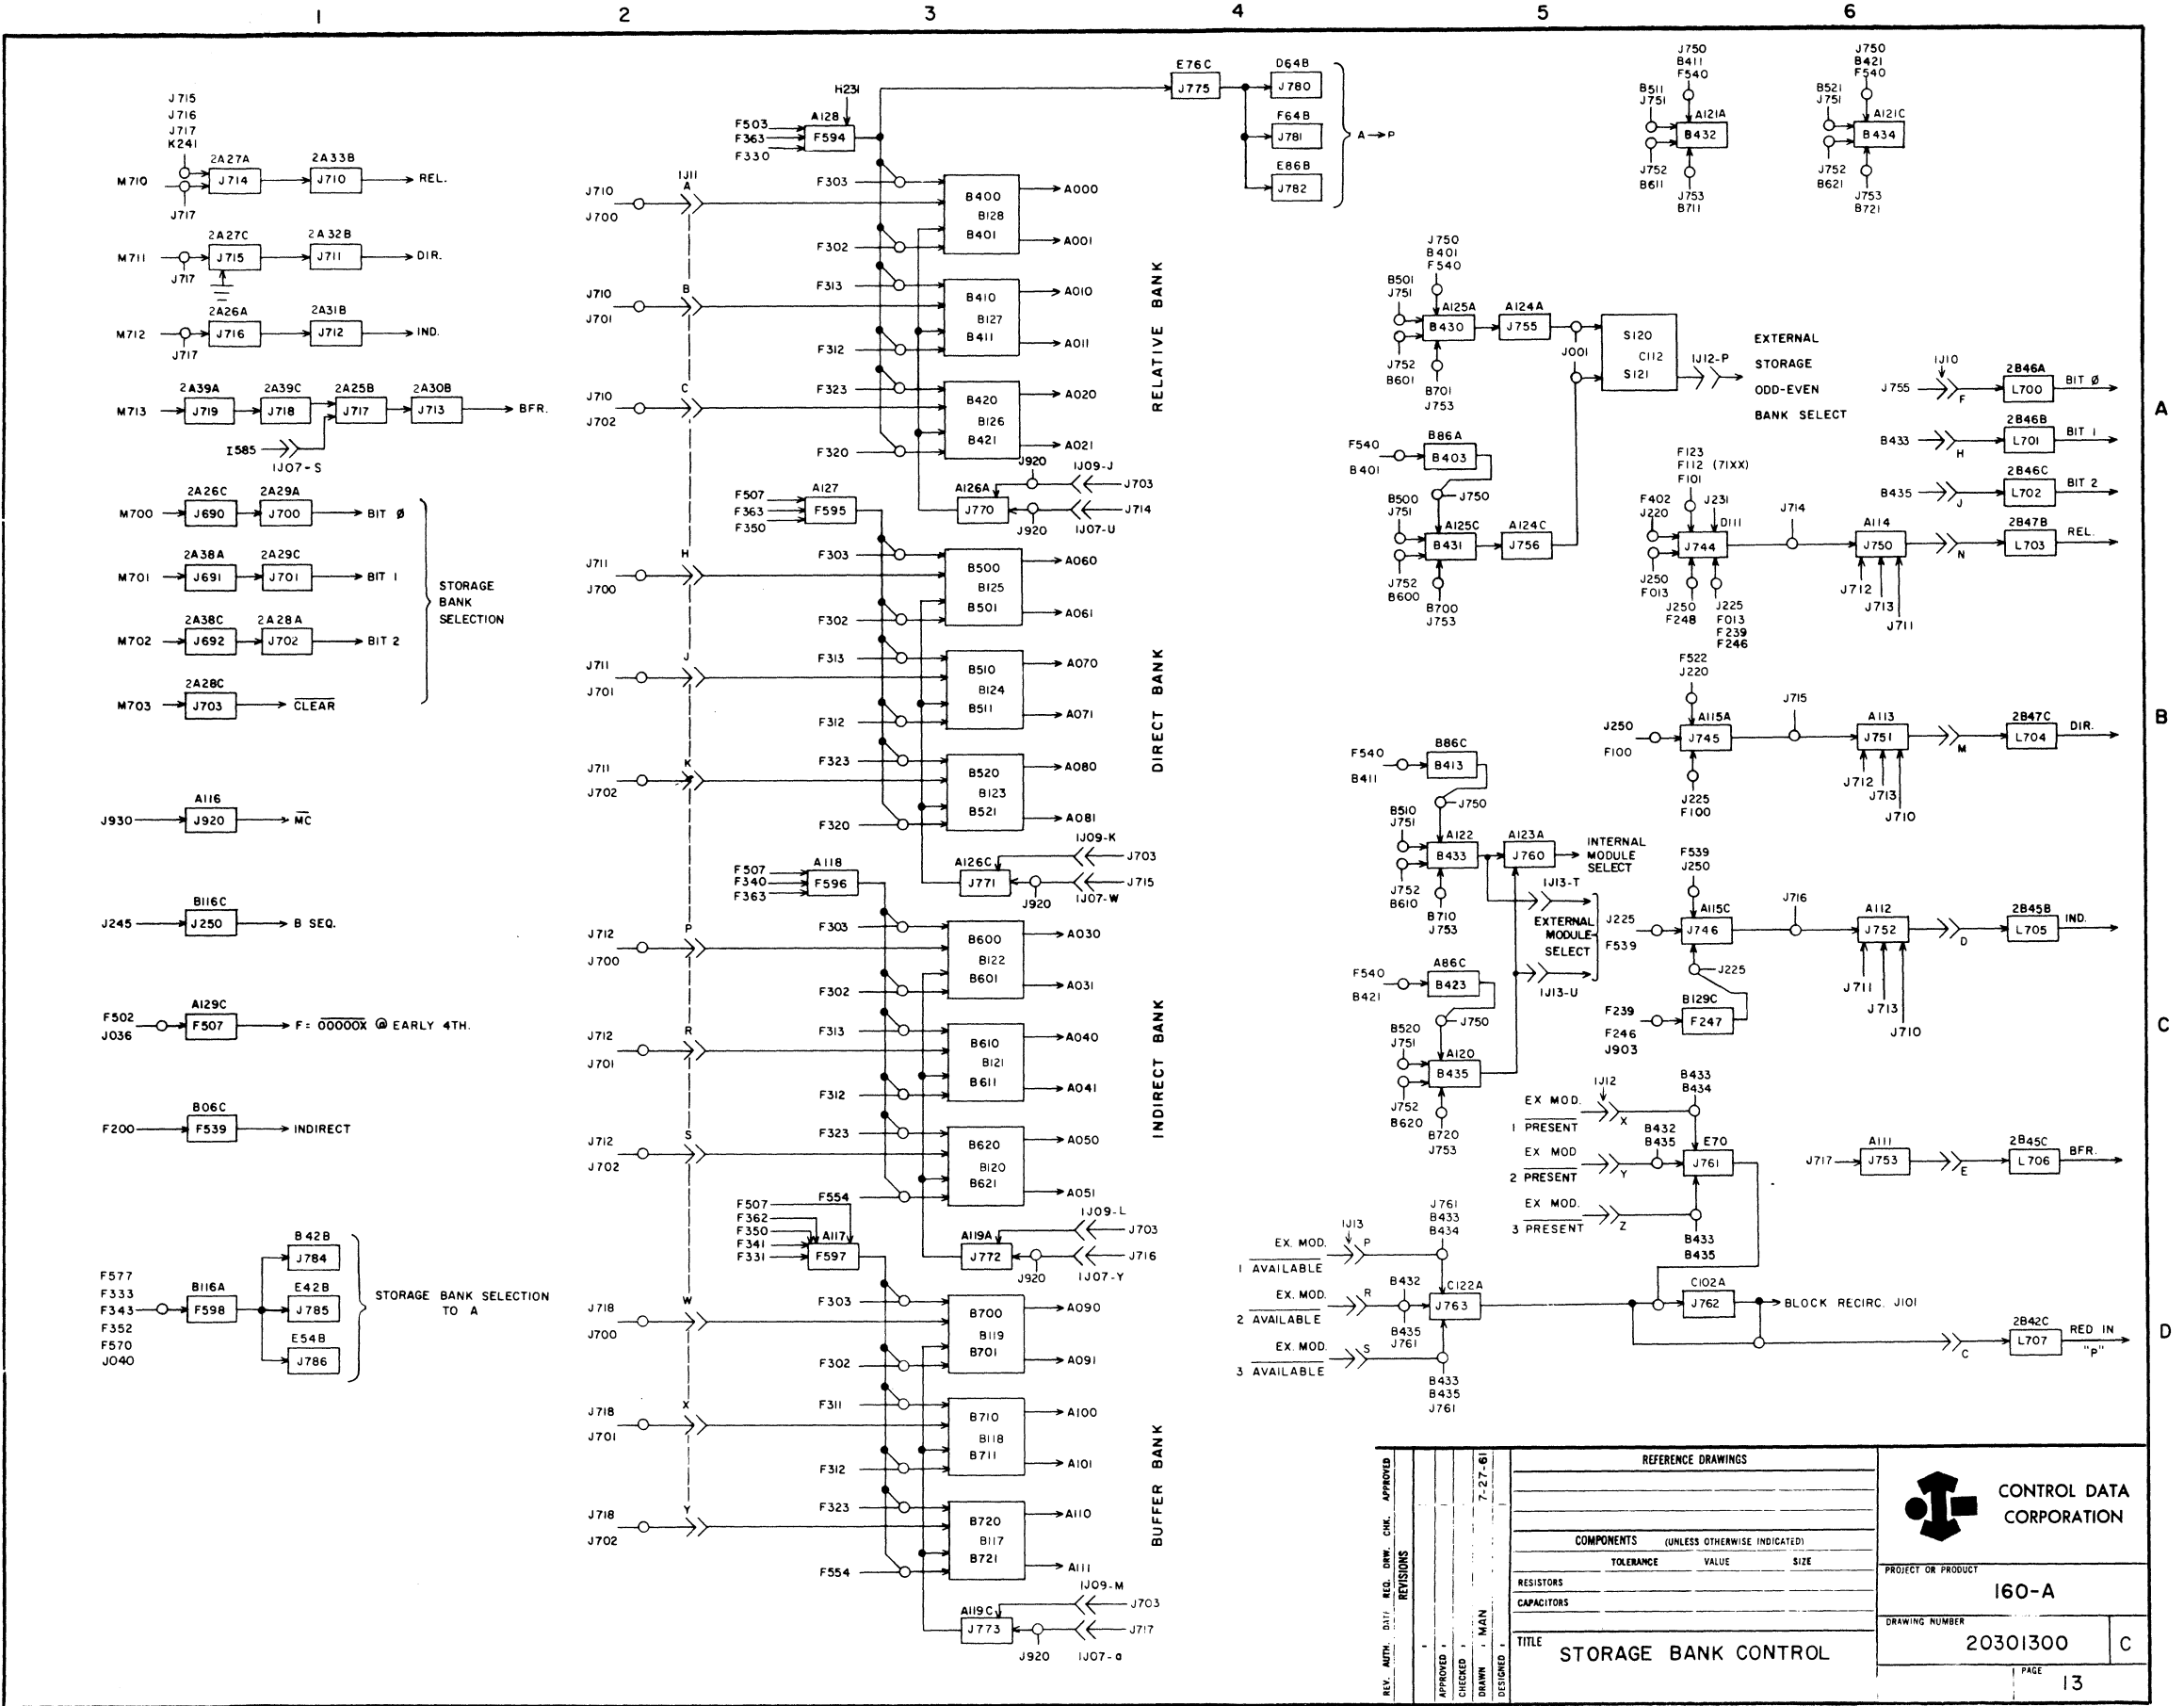 1 2 3 4 5 6
A
B
C
D
J715
J716
J717
K241
M710
2A27A
J714
2A33B
J710
REL.
J717
M711
2A27C
J715
2A32B
J711
DIR.
J717
M712
2A26A
J716
2A31B
J712
IND.
J717
M713
2A39A
J719
2A39C
J718
2A25B
J717
2A30B
J713
BFR.
I585
1J07-S
M700
2A26C
J690
2A29A
J700
BIT Ø
M701
2A38A
J691
2A29C
J701
BIT 1
M702
2A38C
J692
2A28A
J702
BIT 2
M703
2A28C
J703
CLEAR
STORAGE
BANK
SELECTION
J930
A116
J920
MC
J245
B116C
J250
B SEQ.
F502
J036
A129C
F507
F= 00000X @ EARLY 4TH.
F200
B06C
F539
INDIRECT
F577
F333
F343
F352
F570
J040
B116A
F598
B42B
J784
E42B
J785
E54B
J786
STORAGE BANK SELECTION
TO A
H231
F503
F363
F330
A128
F594
E76C
J775
D64B
J780
F64B
J781
E86B
J782
A→P
J710
J700
1J11
A
F303
F302
B400
B128
B401
A000
A001
J710
J701
B
F313
F312
B410
B127
B411
A010
A011
J710
J702
C
F323
F320
B420
B126
B421
A020
A021
RELATIVE BANK
J920
1J09-J
J703
A126A
J770
J714
J920
1J07-U
F507
F363
F350
A127
F595
J711
J700
H
F303
F302
B500
B125
B501
A060
A061
J711
J701
J
F313
F312
B510
B124
B511
A070
A071
J711
J702
K
F323
F320
B520
B123
B521
A080
A081
DIRECT BANK
1J09-K
J703
A126C
J771
J715
J920
1J07-W
F507
F340
F363
A118
F596
J712
J700
P
F303
F302
B600
B122
B601
A030
A031
J712
J701
R
F313
F312
B610
B121
B611
A040
A041
J712
J702
S
F323
F554
B620
B120
B621
A050
A051
INDIRECT BANK
1J09-L
J703
A119A
J772
J716
J920
1J07-Y
F507
F362
F350
F341
F331
A117
F597
J718
J700
W
F303
F302
B700
B119
B701
A090
A091
J718
J701
X
F311
F312
B710
B118
B711
A100
A101
J718
J702
Y
F323
F554
B720
B117
B721
A110
A111
BUFFER BANK
1J09-M
J703
A119C
J773
J717
J920
1J07-a
J750
B411
F540
B511
J751
A121A
B432
J752
B611
J753
B711
J750
B421
F540
B521
J751
A121C
B434
J752
B621
J753
B721
J750
B401
F540
B501
J751
A125A
B430
J752
B601
B701
J753
A124A
J755
J001
S120
C112
S121
1J12-P
EXTERNAL
STORAGE
ODD-EVEN
BANK SELECT
F540
B401
B86A
B403
J750
B500
J751
A125C
B431
J752
B600
B700
J753
A124C
J756
J755
1J10
F
2B46A
L700
BIT Ø
B433
H
2B46B
L701
BIT 1
B435
J
2B46C
L702
BIT 2
F123
F112 (71XX)
F101
F402
J220
J231
D111
J744
J250
F013
J250
F248
J225
F013
F239
F246
J714
A114
J750
J712
J713
J711
N
2B47B
L703
REL.
F522
J220
J250
F100
A115A
J745
J225
F100
J715
A113
J751
J712
J713
J710
M
2B47C
L704
DIR.
F540
B411
B86C
B413
J750
B510
J751
A122
B433
J752
B610
B710
J753
A123A
J760
INTERNAL
MODULE
SELECT
1J13-T
EXTERNAL
MODULE
SELECT
1J13-U
F540
B421
A86C
B423
J750
B520
J751
A120
B435
J752
B620
B720
J753
F539
J250
J225
F539
A115C
J746
J225
F239
F246
J903
B129C
F247
J716
A112
J752
J711
J713
J710
D
2B45B
L705
IND.
EX MOD.
1 PRESENT
1J12
X
B433
B434
EX MOD
2 PRESENT
Y
B432
B435
E70
J761
EX MOD.
3 PRESENT
Z
B433
B435
J717
A111
J753
E
2B45C
L706
BFR.
EX. MOD.
1 AVAILABLE
1J13
P
J761
B433
B434
EX. MOD.
2 AVAILABLE
R
B432
B435
J761
C122A
J763
EX. MOD.
3 AVAILABLE
S
B433
B435
J761
C102A
J762
BLOCK RECIRC. J101
C
2B42C
L707
RED IN
"P"
REV. AUTH. DATE REQ. DRW. CHK. APPROVED
REVISIONS
APPROVED -
CHECKED -
DRAWN - MAN 7-27-61
DESIGNED -
REFERENCE DRAWINGS
COMPONENTS (UNLESS OTHERWISE INDICATED)
TOLERANCE VALUE SIZE
RESISTORS
CAPACITORS
TITLE STORAGE BANK CONTROL
CONTROL DATA
CORPORATION
PROJECT OR PRODUCT
160-A
DRAWING NUMBER
20301300 C
PAGE
13